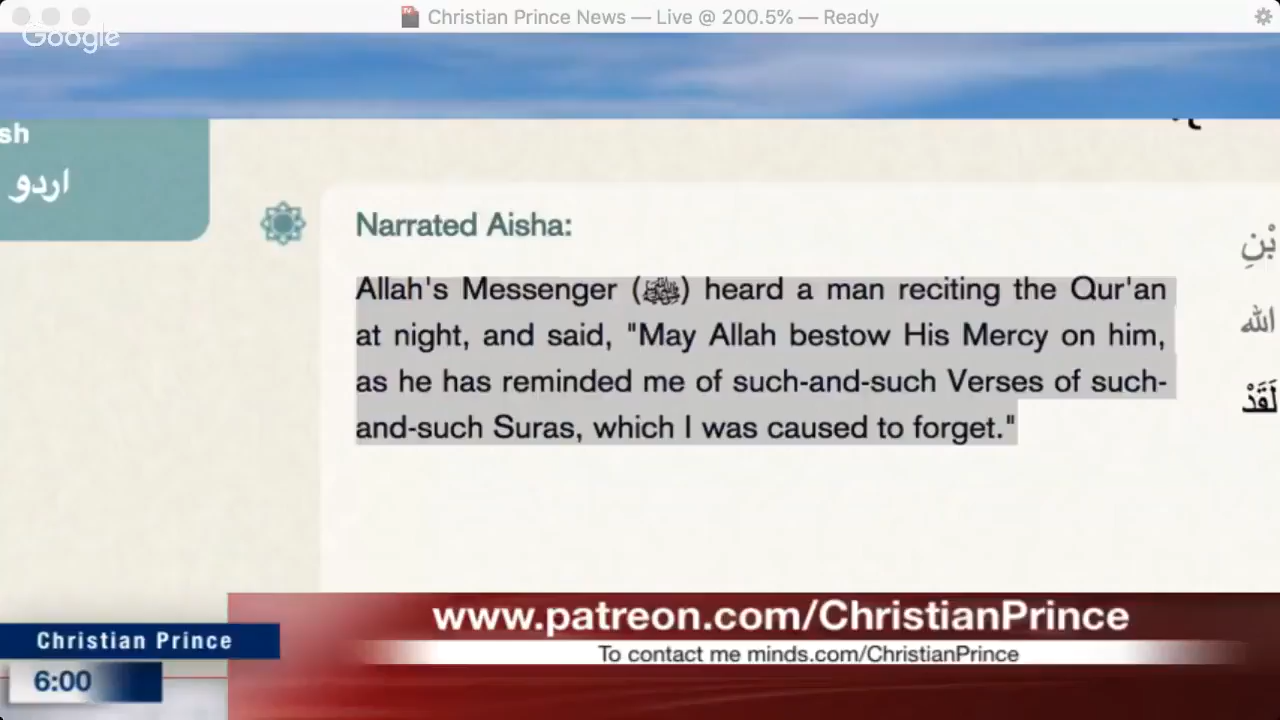 Christian Prince News — Live @ 200.5% — Ready
Google
sh
اردو
Narrated Aisha:
Allah's Messenger (ﷺ) heard a man reciting the Qur'an
at night, and said, "May Allah bestow His Mercy on him,
as he has reminded me of such-and-such Verses of such-
and-such Suras, which I was caused to forget."
بْنِ
الله
لَقَدْ
www.patreon.com/ChristianPrince
To contact me minds.com/ChristianPrince
Christian Prince
6:00